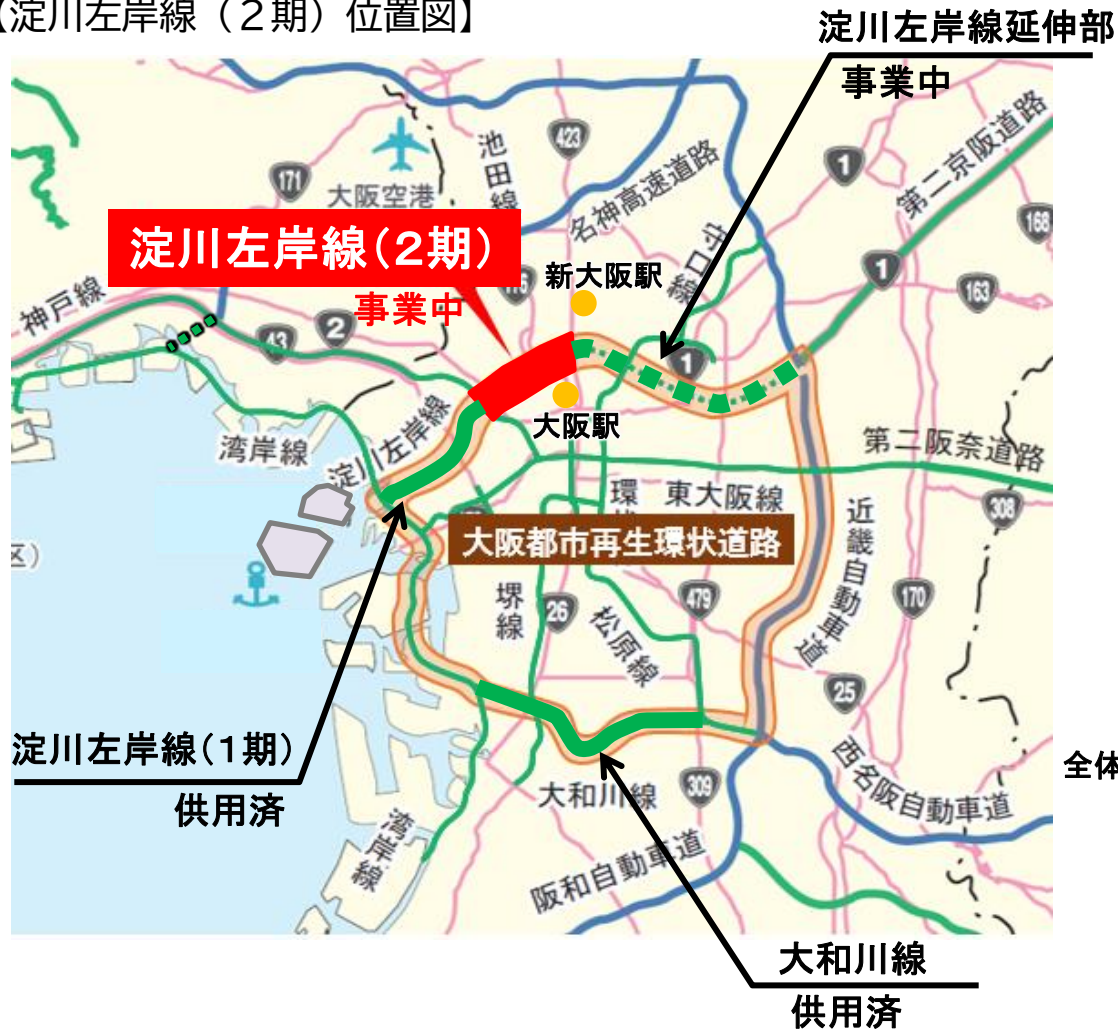 【淀川左岸線（２期）位置図】
淀川左岸線延伸部
事業中
池田線
423
171
大阪空港
名神高速道路
1
第二京阪道路
168
守口線
淀川左岸線(2期)
事業中
新大阪駅
1
163
神戸線
2
43
1
大阪駅
湾岸線
淀川左岸線
第二阪奈道路
308
東大阪線
大阪都市再生環状道路
近畿自動車道
区)
堺線
26
松原線
479
170
25
淀川左岸線(1期)
供用済
西名阪自動車道
全体
大和川線
309
湾岸線
阪和自動車道
大和川線
供用済